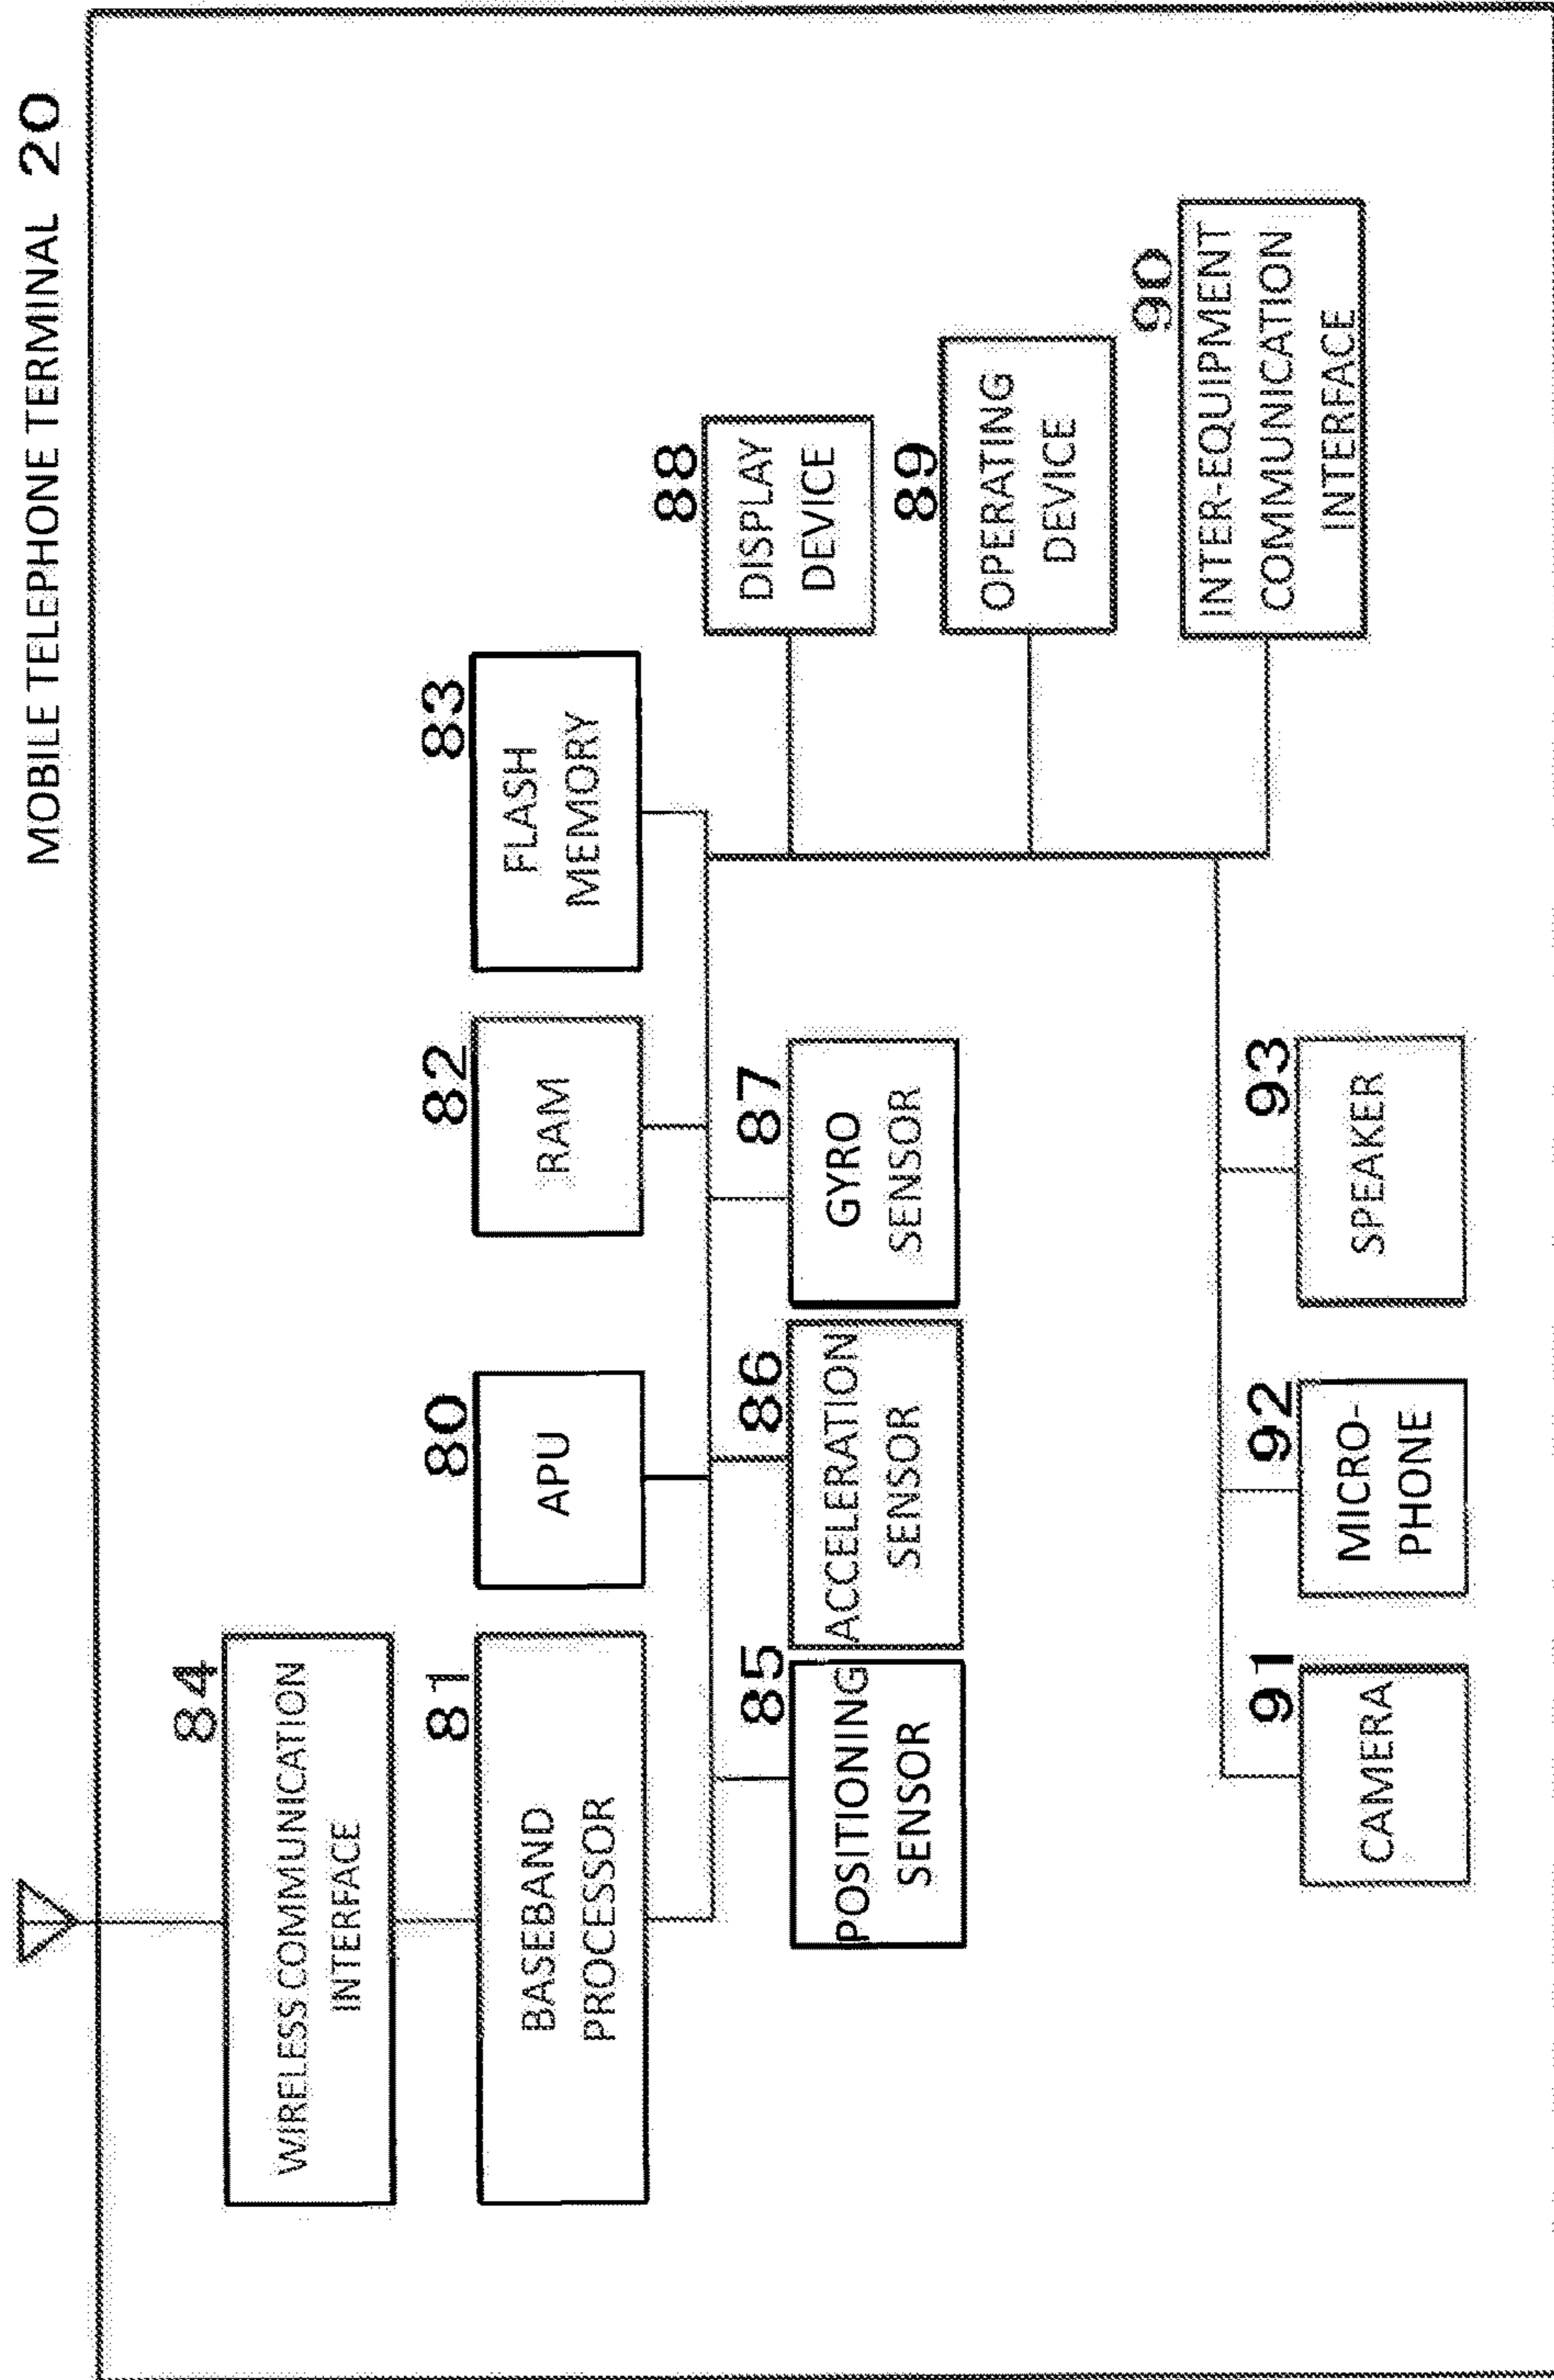 MOBILE TELEPHONE TERMINAL 20
84
WIRELESS COMMUNICATION
INTERFACE
81
BASEBAND
PROCESSOR
80
APU
82
RAM
83
FLASH
MEMORY
85
POSITIONING
SENSOR
86
ACCELERATION
SENSOR
87
GYRO
SENSOR
88
DISPLAY
DEVICE
89
OPERATING
DEVICE
90
INTER-EQUIPMENT
COMMUNICATION
INTERFACE
91
CAMERA
92
MICRO-
PHONE
93
SPEAKER